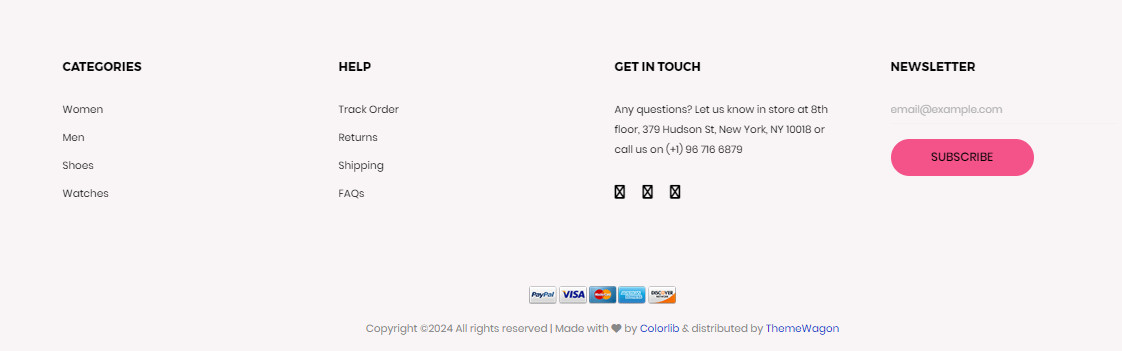 CATEGORIES
Women
Men
Shoes
Watches
HELP
Track Order
Returns
Shipping
FAQs
GET IN TOUCH
Any questions? Let us know in store at 8th
floor, 379 Hudson St, New York, NY 10018 or
call us on (+1) 96 716 6879
NEWSLETTER
email@example.com
SUBSCRIBE
PayPal VISA MasterCard AMERICAN EXPRESS DISCOVER
Copyright ©2024 All rights reserved | Made with ♥ by Colorlib & distributed by ThemeWagon